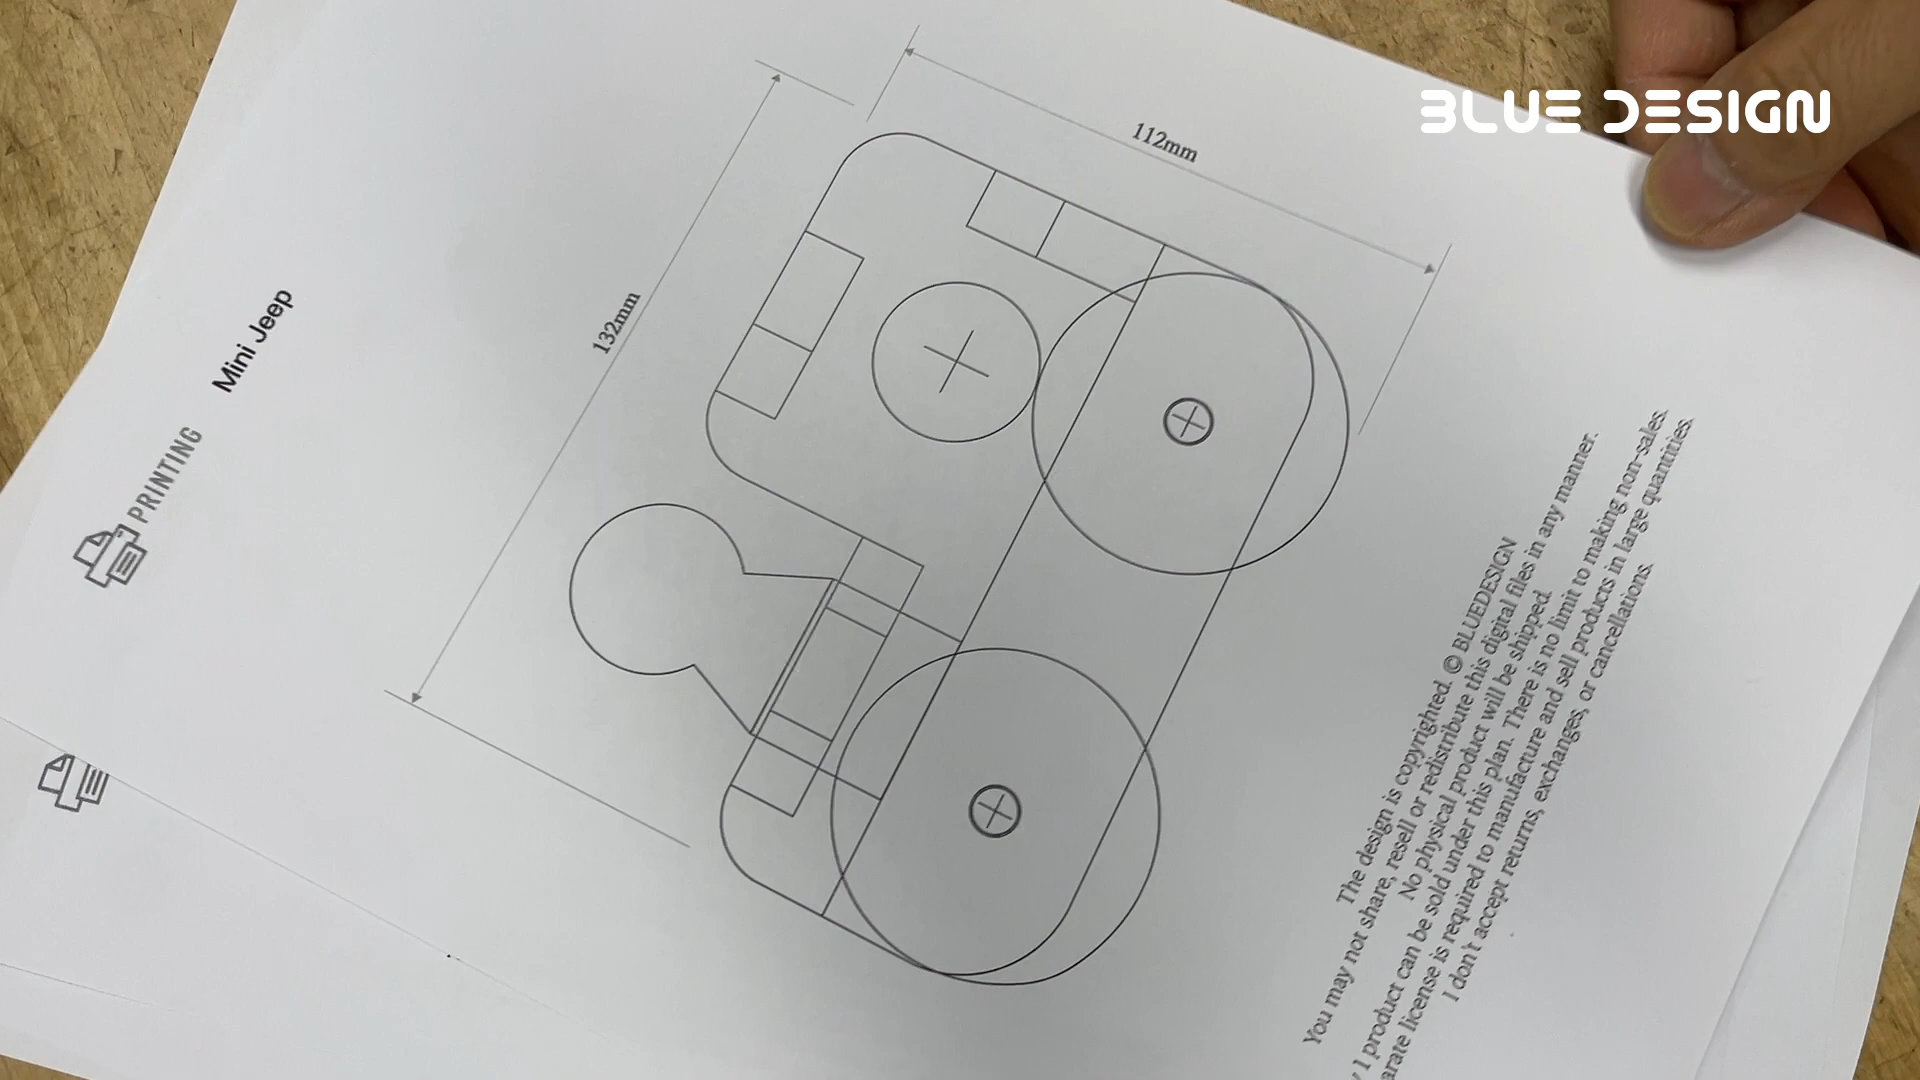 BLUE DESIGN
PRINTING
Mini Jeep
132mm
112mm
The design is copyrighted. © BLUEDESIGN
You may not share, resell or redistribute this digital files in any manner.
No physical product will be shipped.
1 product can be sold under this plan. There is no limit to making non-sales.
license is required to manufacture and sell products in large quantities.
I don't accept returns, exchanges, or cancellations.